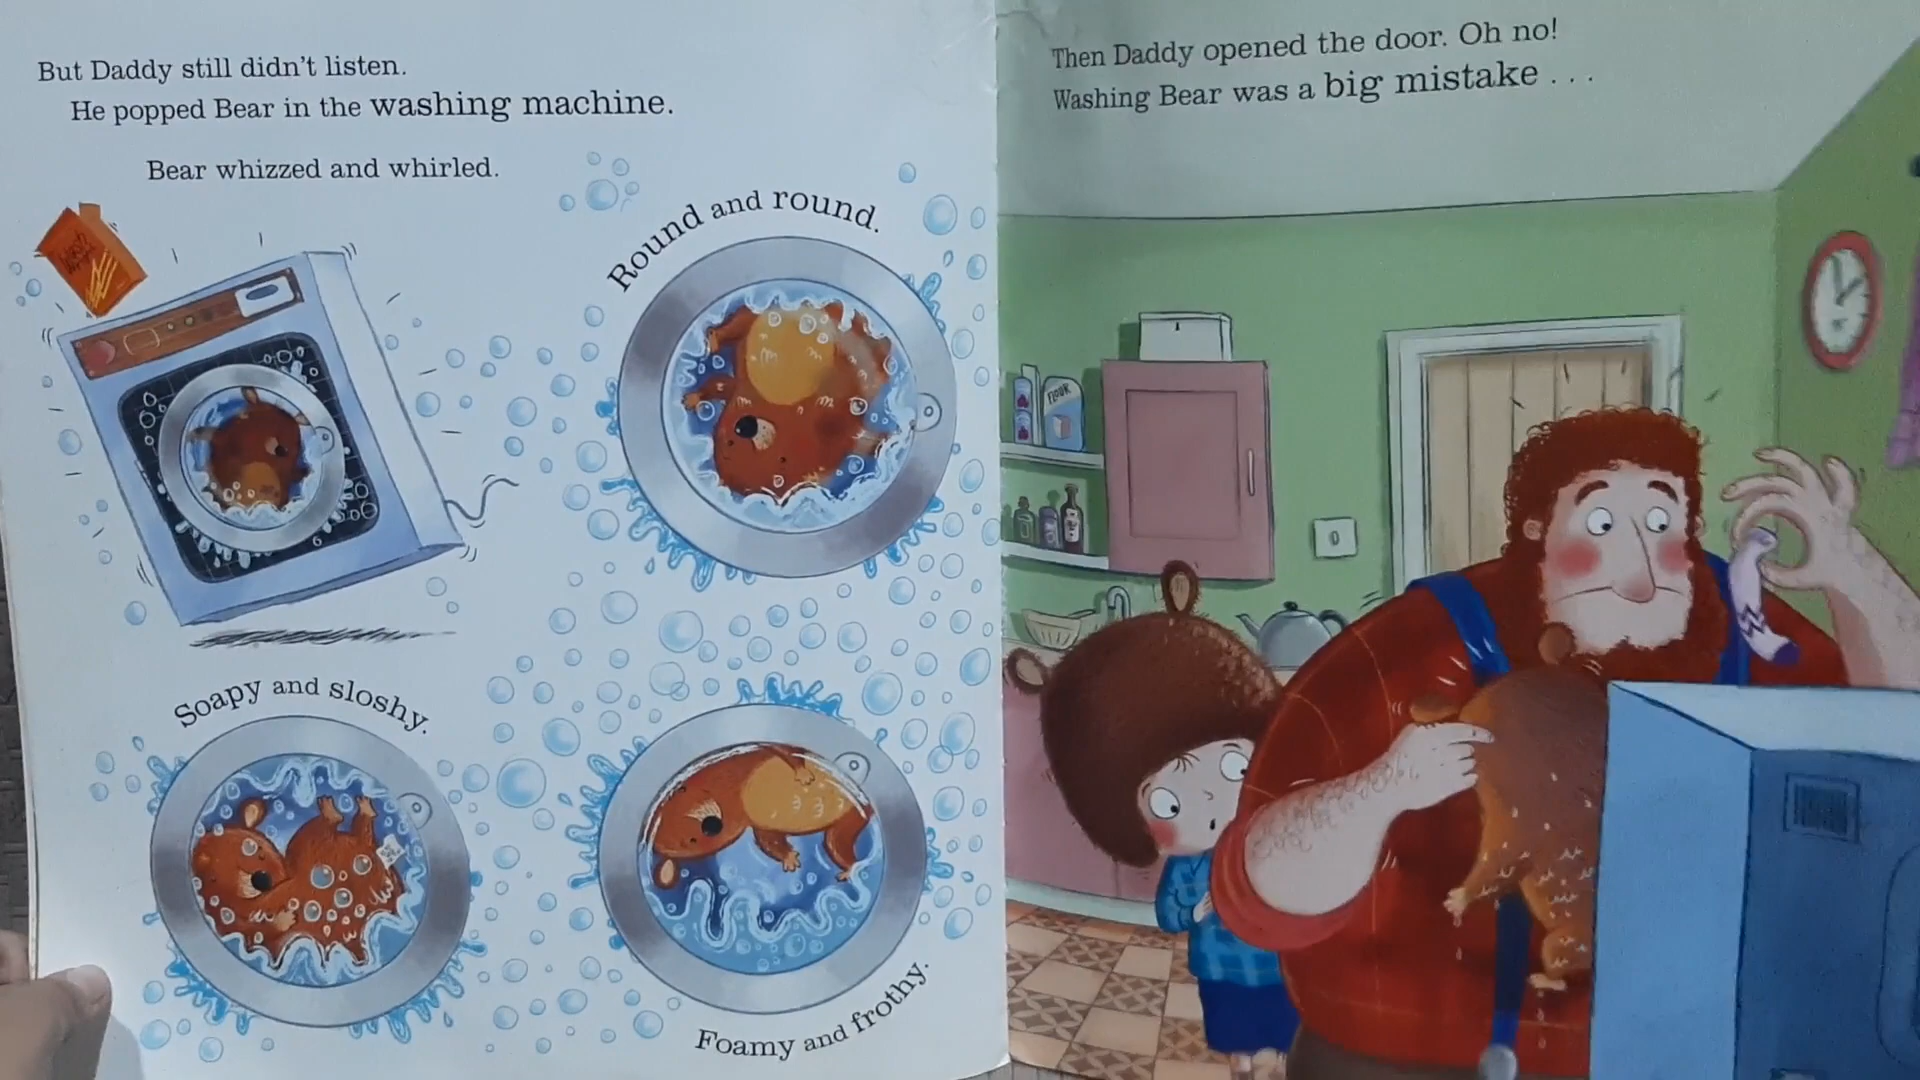 But Daddy still didn't listen.
He popped Bear in the washing machine.
Bear whizzed and whirled.
Round and round.
Soapy and sloshy.
Foamy and frothy.
Then Daddy opened the door. Oh no!
Washing Bear was a big mistake . . .
FLOUR